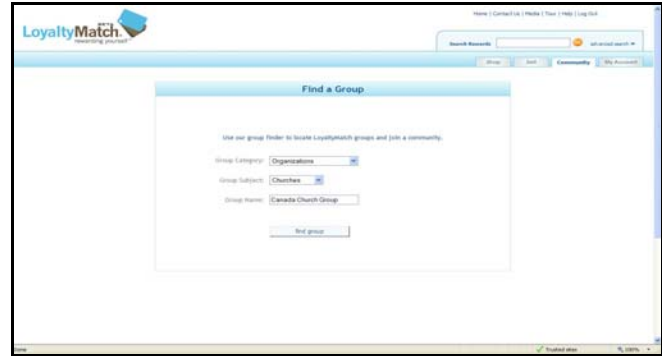 Home | Contact Us | Media | Tour | Help | Log Out
BETA
LoyaltyMatch
rewarding yourself
Search Rewards
advanced search
Shop
Sell
Community
My Account
Find a Group
Use our group finder to locate LoyaltyMatch groups and join a community.
Group Category: Organizations
Group Subject: Churches
Group Name: Canada Church Group
find group
Done
Trusted sites
100%